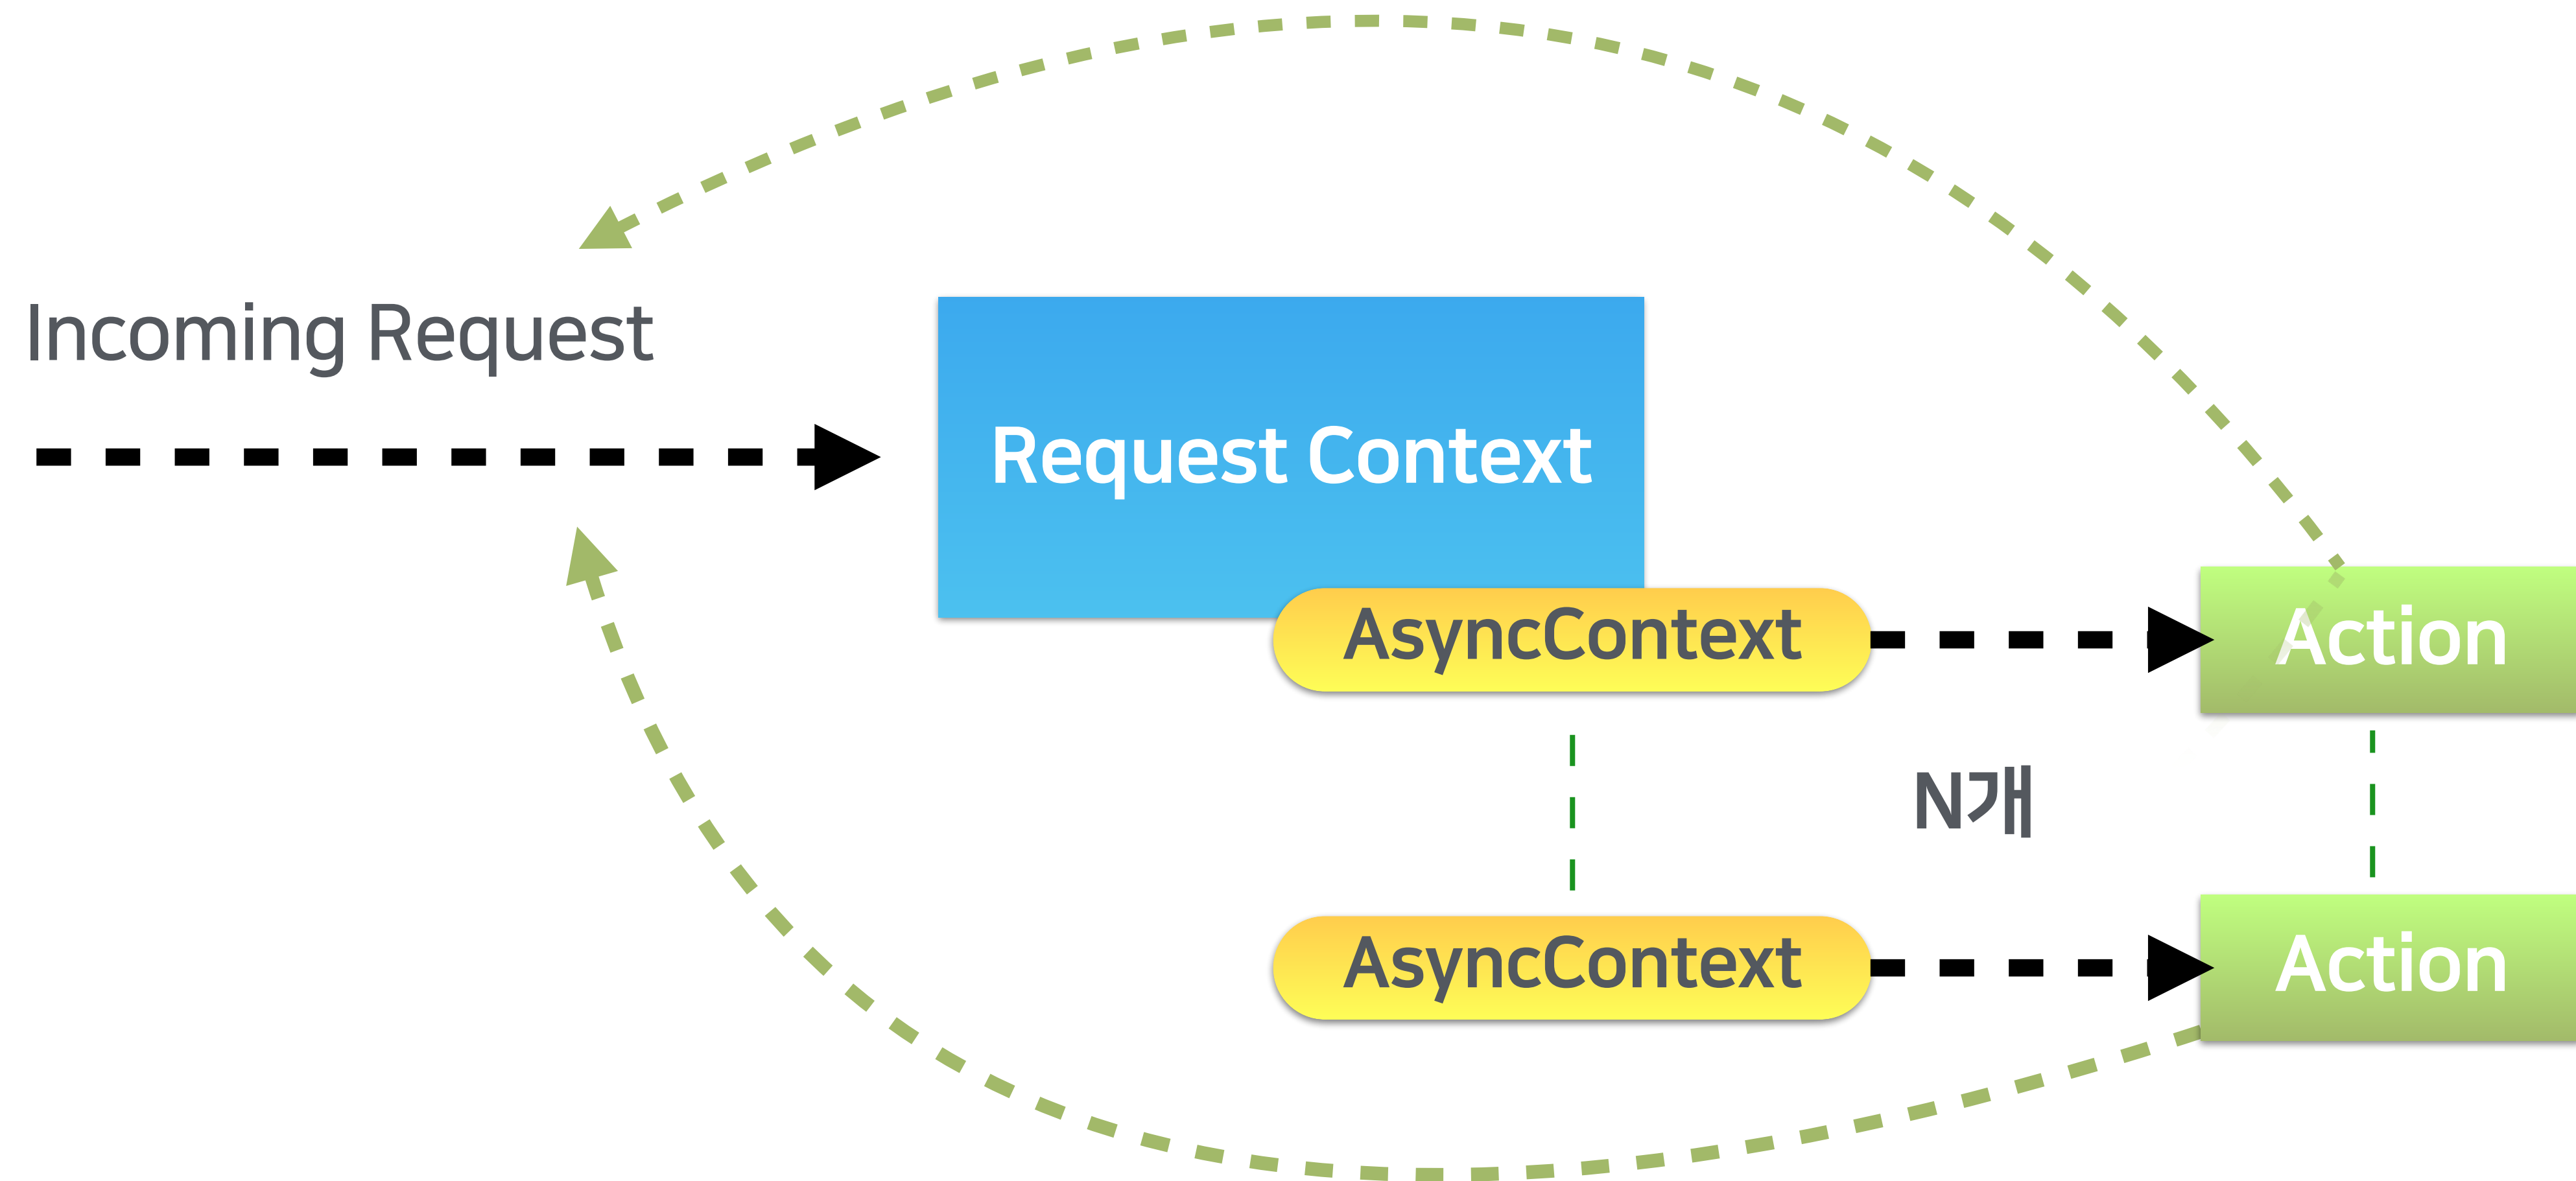 Incoming Request
Request Context
AsyncContext
Action
N개
AsyncContext
Action